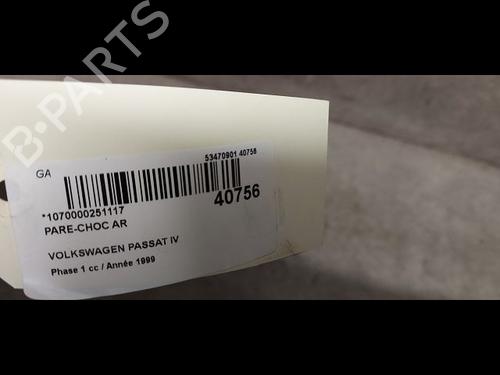 B-PARTS
GA
53470901 40756
*1070000251117
40756
PARE-CHOC AR
VOLKSWAGEN PASSAT IV
Phase 1 cc / Année 1999